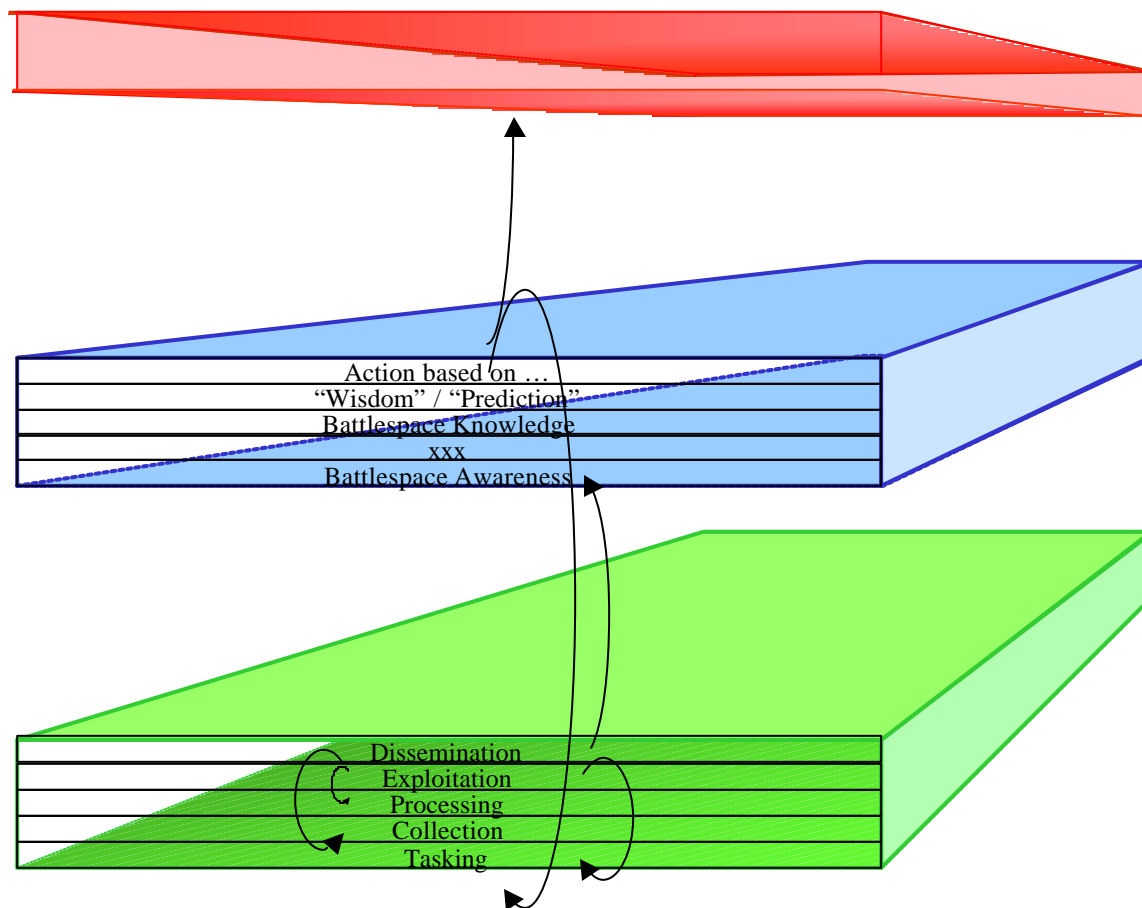 Action based on …
“Wisdom” / “Prediction”
Battlespace Knowledge
xxx
Battlespace Awareness
Dissemination
Exploitation
Processing
Collection
Tasking